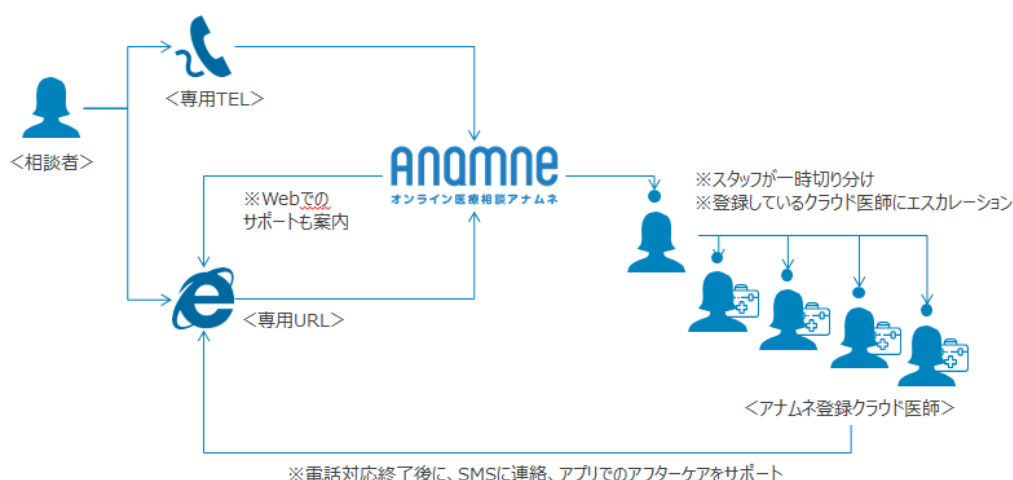 <専用TEL>
<相談者>
Anamne
オンライン医療相談アナムネ
※Webでの
サポートも案内
※スタッフが一時切り分け
※登録しているクラウド医師にエスカレーション
<専用URL>
<アナムネ登録クラウド医師>
※電話対応終了後に、SMSに連絡、アプリでのアフターケアをサポート